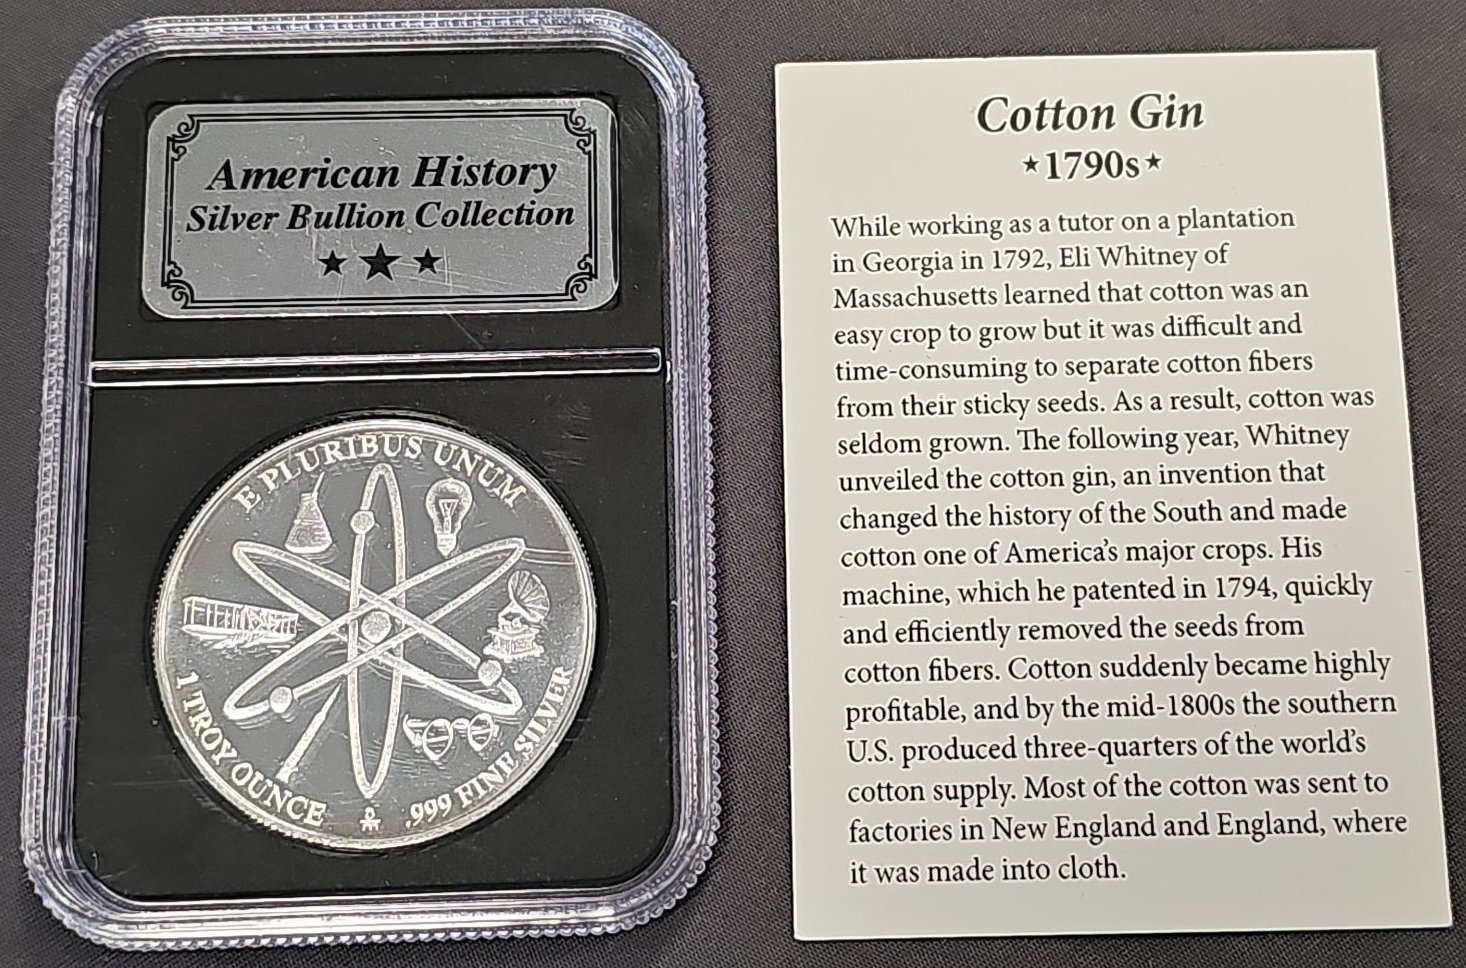 American History
Silver Bullion Collection
★★★
E PLURIBUS UNUM
1 TROY OUNCE
.999 FINE SILVER
Cotton Gin
★1790s★
While working as a tutor on a plantation
in Georgia in 1792, Eli Whitney of
Massachusetts learned that cotton was an
easy crop to grow but it was difficult and
time-consuming to separate cotton fibers
from their sticky seeds. As a result, cotton was
seldom grown. The following year, Whitney
unveiled the cotton gin, an invention that
changed the history of the South and made
cotton one of America's major crops. His
machine, which he patented in 1794, quickly
and efficiently removed the seeds from
cotton fibers. Cotton suddenly became highly
profitable, and by the mid-1800s the southern
U.S. produced three-quarters of the world's
cotton supply. Most of the cotton was sent to
factories in New England and England, where
it was made into cloth.